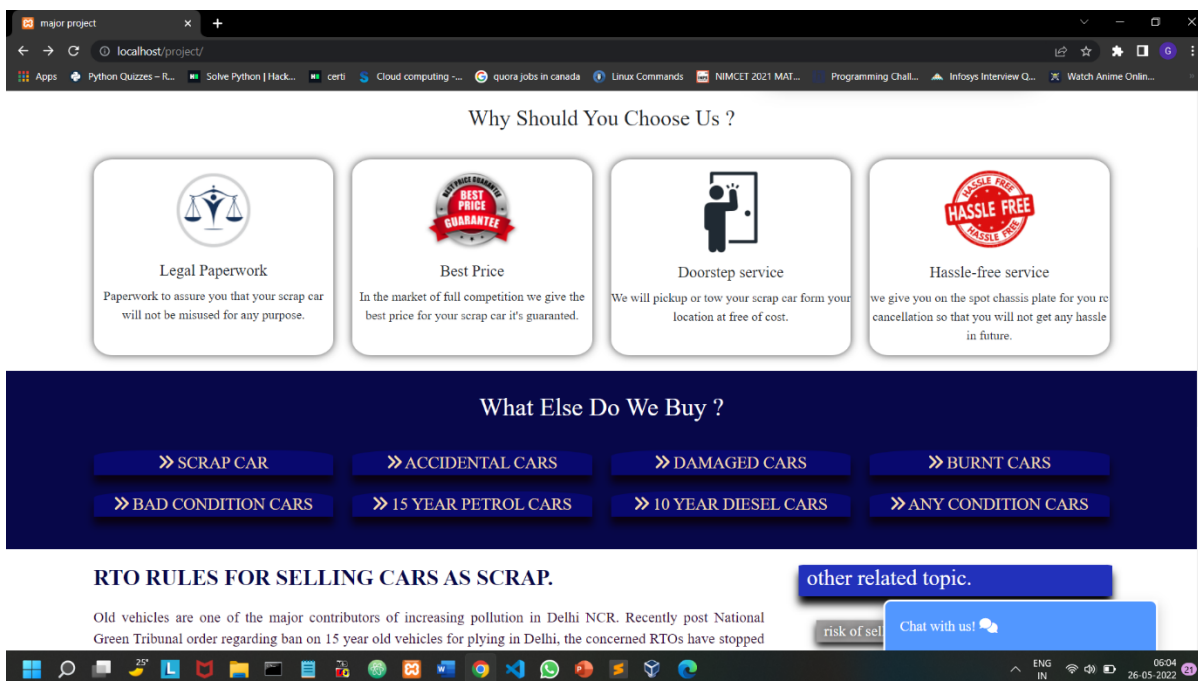 major project
localhost/project/
Apps Python Quizzes – R... Solve Python | Hack... certi Cloud computing -... quora jobs in canada Linux Commands NIMCET 2021 MAT... Programming Chall... Infosys Interview Q... Watch Anime Onlin...
Why Should You Choose Us ?
BEST PRICE GUARANTEE
BEST
PRICE
GUARANTEE
HASSLE FREE
HASSLE FREE
HASSLE FREE
Legal Paperwork
Paperwork to assure you that your scrap car
will not be misused for any purpose.
Best Price
In the market of full competition we give the
best price for your scrap car it's guaranted.
Doorstep service
We will pickup or tow your scrap car form your
location at free of cost.
Hassle-free service
we give you on the spot chassis plate for you rc
cancellation so that you will not get any hassle
in future.
What Else Do We Buy ?
SCRAP CAR ACCIDENTAL CARS DAMAGED CARS BURNT CARS
BAD CONDITION CARS 15 YEAR PETROL CARS 10 YEAR DIESEL CARS ANY CONDITION CARS
RTO RULES FOR SELLING CARS AS SCRAP.
Old vehicles are one of the major contributors of increasing pollution in Delhi NCR. Recently post National
Green Tribunal order regarding ban on 15 year old vehicles for plying in Delhi, the concerned RTOs have stopped
other related topic.
risk of sel
Chat with us!
25°
ENG
IN
06:04
26-05-2022
21